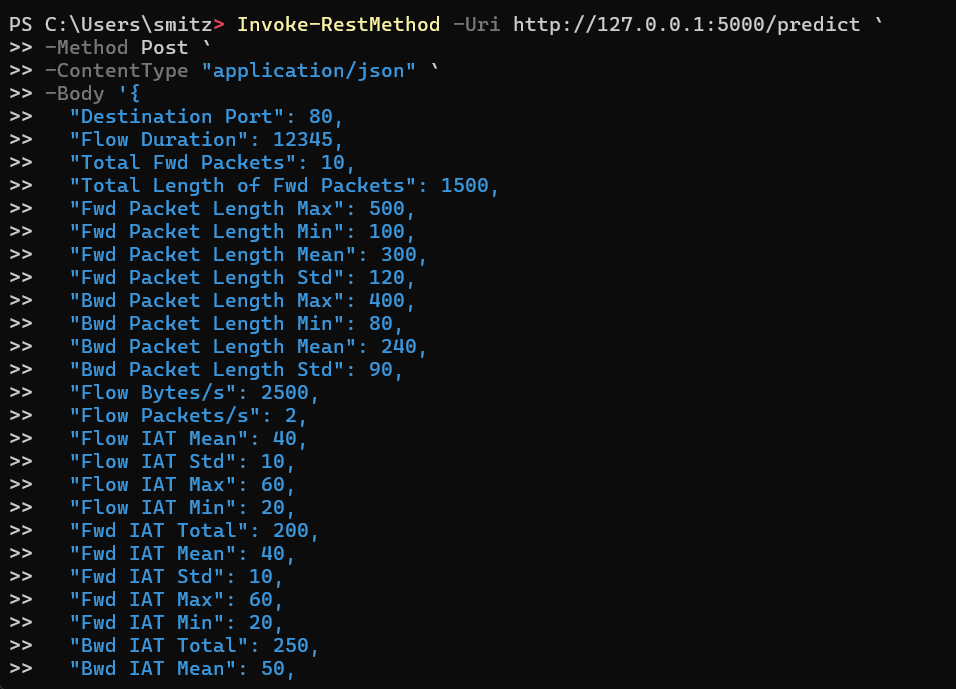 PS C:\Users\smitz> Invoke-RestMethod -Uri http://127.0.0.1:5000/predict `
>> -Method Post `
>> -ContentType "application/json" `
>> -Body '{
>>   "Destination Port": 80,
>>   "Flow Duration": 12345,
>>   "Total Fwd Packets": 10,
>>   "Total Length of Fwd Packets": 1500,
>>   "Fwd Packet Length Max": 500,
>>   "Fwd Packet Length Min": 100,
>>   "Fwd Packet Length Mean": 300,
>>   "Fwd Packet Length Std": 120,
>>   "Bwd Packet Length Max": 400,
>>   "Bwd Packet Length Min": 80,
>>   "Bwd Packet Length Mean": 240,
>>   "Bwd Packet Length Std": 90,
>>   "Flow Bytes/s": 2500,
>>   "Flow Packets/s": 2,
>>   "Flow IAT Mean": 40,
>>   "Flow IAT Std": 10,
>>   "Flow IAT Max": 60,
>>   "Flow IAT Min": 20,
>>   "Fwd IAT Total": 200,
>>   "Fwd IAT Mean": 40,
>>   "Fwd IAT Std": 10,
>>   "Fwd IAT Max": 60,
>>   "Fwd IAT Min": 20,
>>   "Bwd IAT Total": 250,
>>   "Bwd IAT Mean": 50,